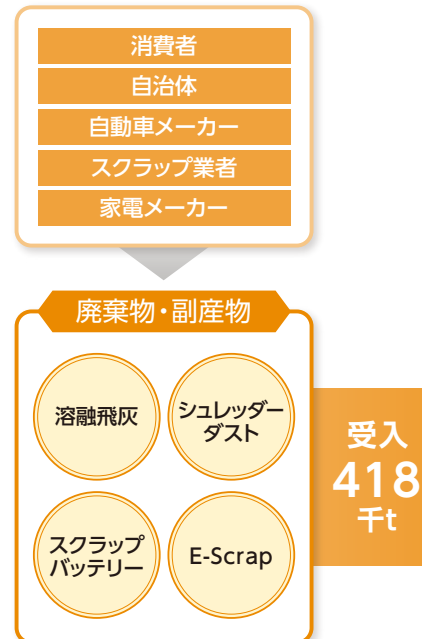 消費者
自治体
自動車メーカー
スクラップ業者
家電メーカー
廃棄物・副産物
溶融飛灰
シュレッダー
ダスト
スクラップ
バッテリー
E-Scrap
受入
418
千t